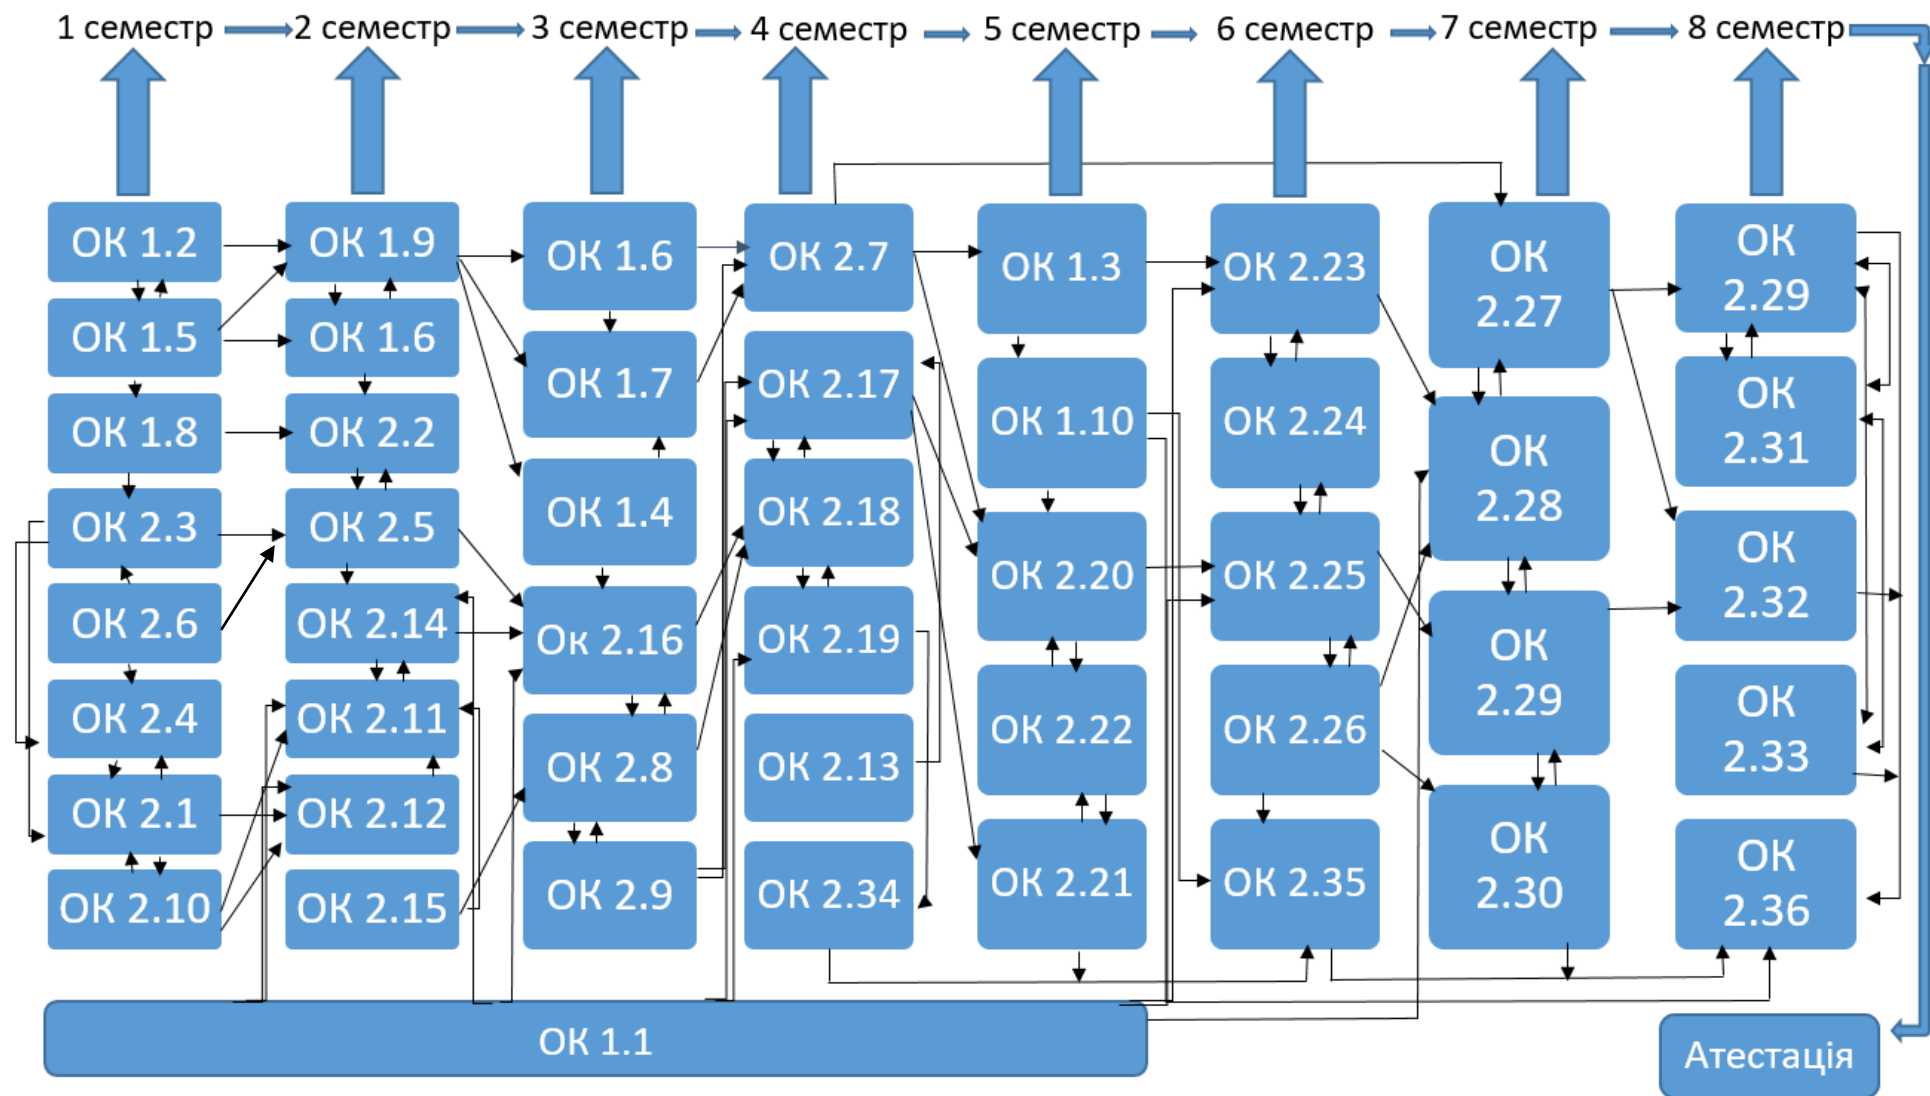 1 семестр
2 семестр
3 семестр
4 семестр
5 семестр
6 семестр
7 семестр
8 семестр
ОК 1.2
ОК 1.5
ОК 1.8
ОК 2.3
ОК 2.6
ОК 2.4
ОК 2.1
ОК 2.10
ОК 1.9
ОК 1.6
ОК 2.2
ОК 2.5
ОК 2.14
ОК 2.11
ОК 2.12
ОК 2.15
ОК 1.6
ОК 1.7
ОК 1.4
Ок 2.16
ОК 2.8
ОК 2.9
ОК 2.7
ОК 2.17
ОК 2.18
ОК 2.19
ОК 2.13
ОК 2.34
ОК 1.3
ОК 1.10
ОК 2.20
ОК 2.22
ОК 2.21
ОК 2.23
ОК 2.24
ОК 2.25
ОК 2.26
ОК 2.35
ОК
2.27
ОК
2.28
ОК
2.29
ОК
2.30
ОК
2.29
ОК
2.31
ОК
2.32
ОК
2.33
ОК
2.36
ОК 1.1
Атестація